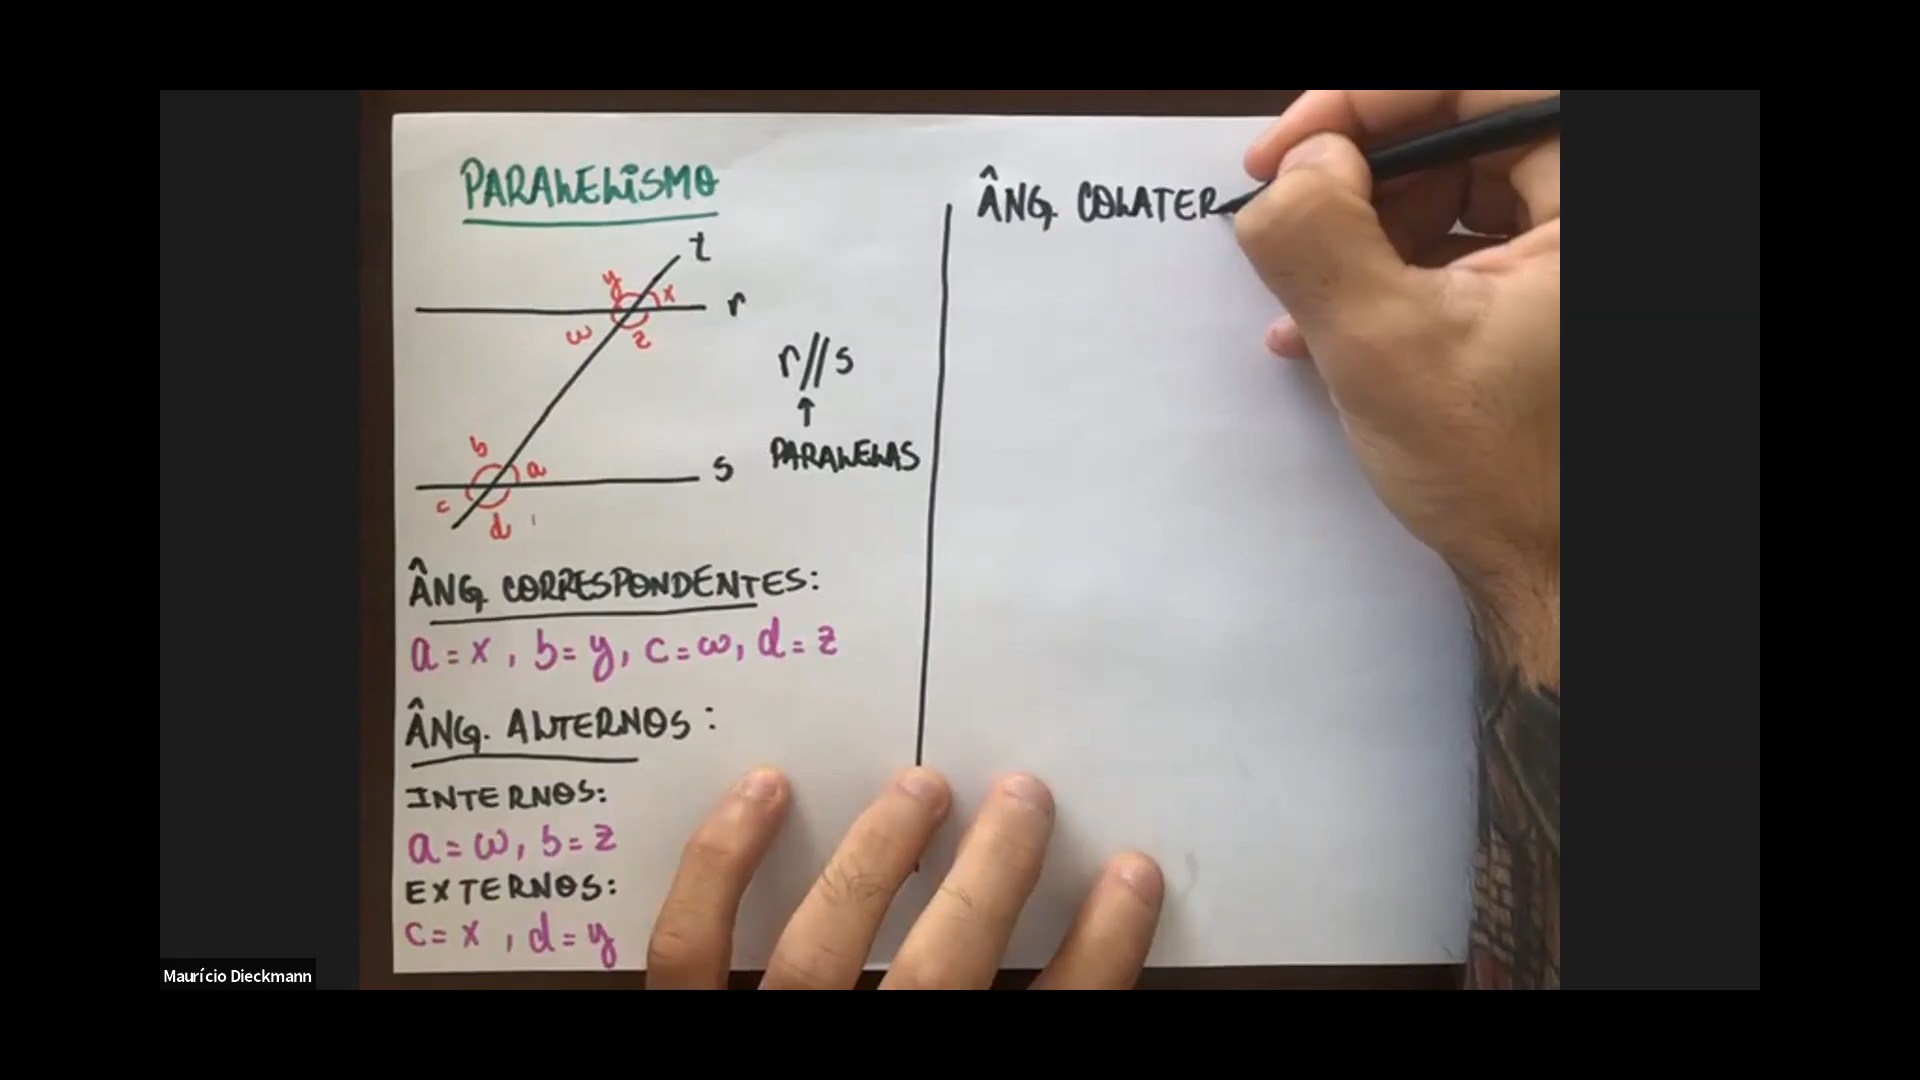 PARALELISMO
t
y x
r
w z
r//s
↑
PARALELAS
b
a
s
c
d
ÂNG. CORRESPONDENTES:
a = x, b = y, c = w, d = z
ÂNG. ALTERNOS:
INTERNOS:
a = w, b = z
EXTERNOS:
c = x, d = y
ÂNG. COLATER
Maurício Dieckmann